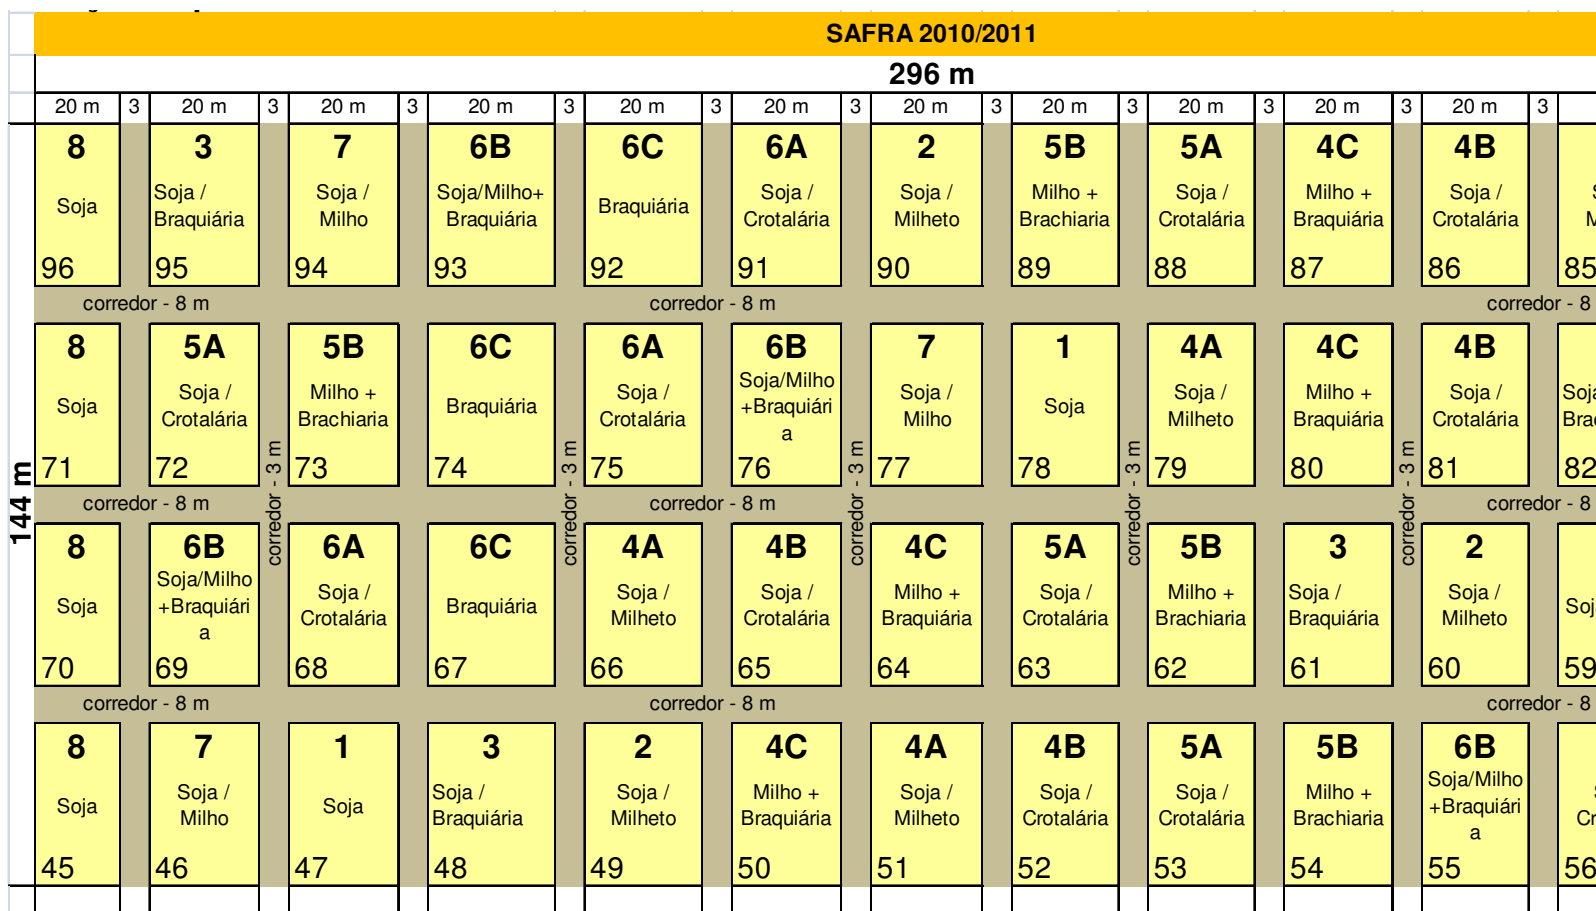 SAFRA 2010/2011
296 m
20 m 3 20 m 3 20 m 3 20 m 3 20 m 3 20 m 3 20 m 3 20 m 3 20 m 3 20 m 3 20 m 3
8 3 7 6B 6C 6A 2 5B 5A 4C 4B
Soja / Soja / Soja/Milho+ Soja / Soja / Milho + Soja / Milho + Soja /
Soja Braquiária Milho Braquiária Braquiária Crotalária Milheto Brachiaria Crotalária Braquiária Crotalária
96 95 94 93 92 91 90 89 88 87 86 85
corredor - 8 m corredor - 8 m corredor - 8
8 5A 5B 6C 6A 6B 7 1 4A 4C 4B
Soja / Milho + Soja / Soja/Milho Soja / Soja / Milho + Soja /
Soja Crotalária Brachiaria Braquiária Crotalária +Braquiári Milho Soja Milheto Braquiária Crotalária
a
71 72 73 74 75 76 77 78 79 80 81 82
144 m
corredor - 3 m corredor - 3 m corredor - 3 m corredor - 3 m corredor - 3 m
corredor - 8 m corredor - 8 m corredor - 8
8 6B 6A 6C 4A 4B 4C 5A 5B 3 2
Soja/Milho Soja / Soja / Soja / Milho + Soja / Milho + Soja / Soja /
Soja +Braquiári Crotalária Braquiária Milheto Crotalária Braquiária Crotalária Brachiaria Braquiária Milheto
a
70 69 68 67 66 65 64 63 62 61 60 59
corredor - 8 m corredor - 8 m corredor - 8
8 7 1 3 2 4C 4A 4B 5A 5B 6B
Soja / Soja / Soja / Milho + Soja / Soja / Soja / Milho + Soja/Milho
Soja Milho Soja Braquiária Milheto Braquiária Milheto Crotalária Crotalária Brachiaria +Braquiári
a
45 46 47 48 49 50 51 52 53 54 55 56